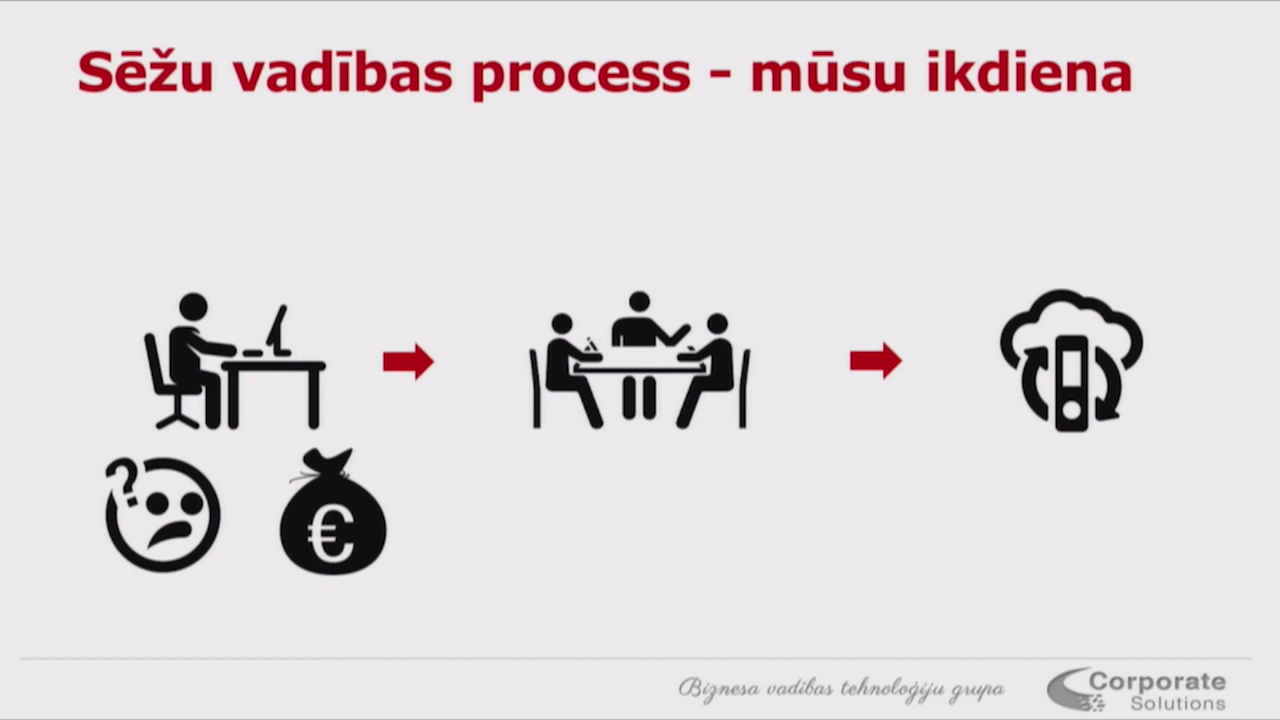 Sēžu vadības process - mūsu ikdiena
?
€
Biznesa vadības tehnoloģiju grupa
Corporate
Solutions